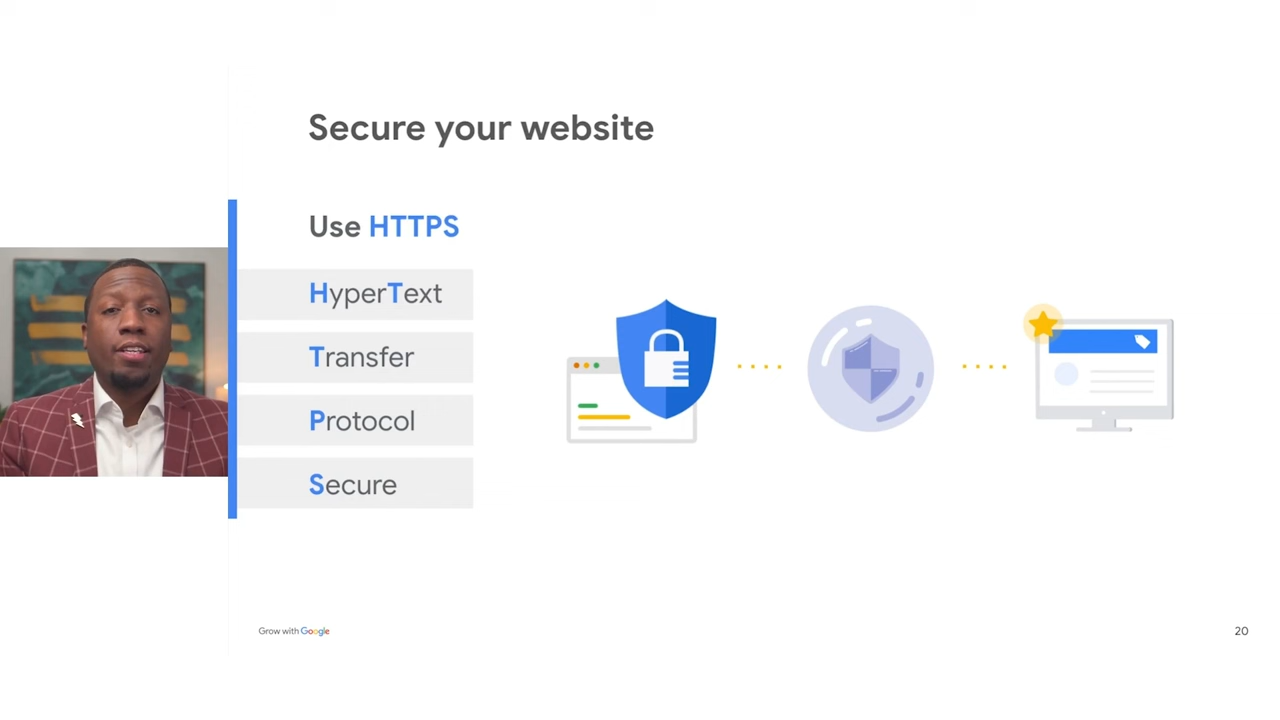 Secure your website
Use HTTPS
HyperText
Transfer
Protocol
Secure
Grow with Google
20